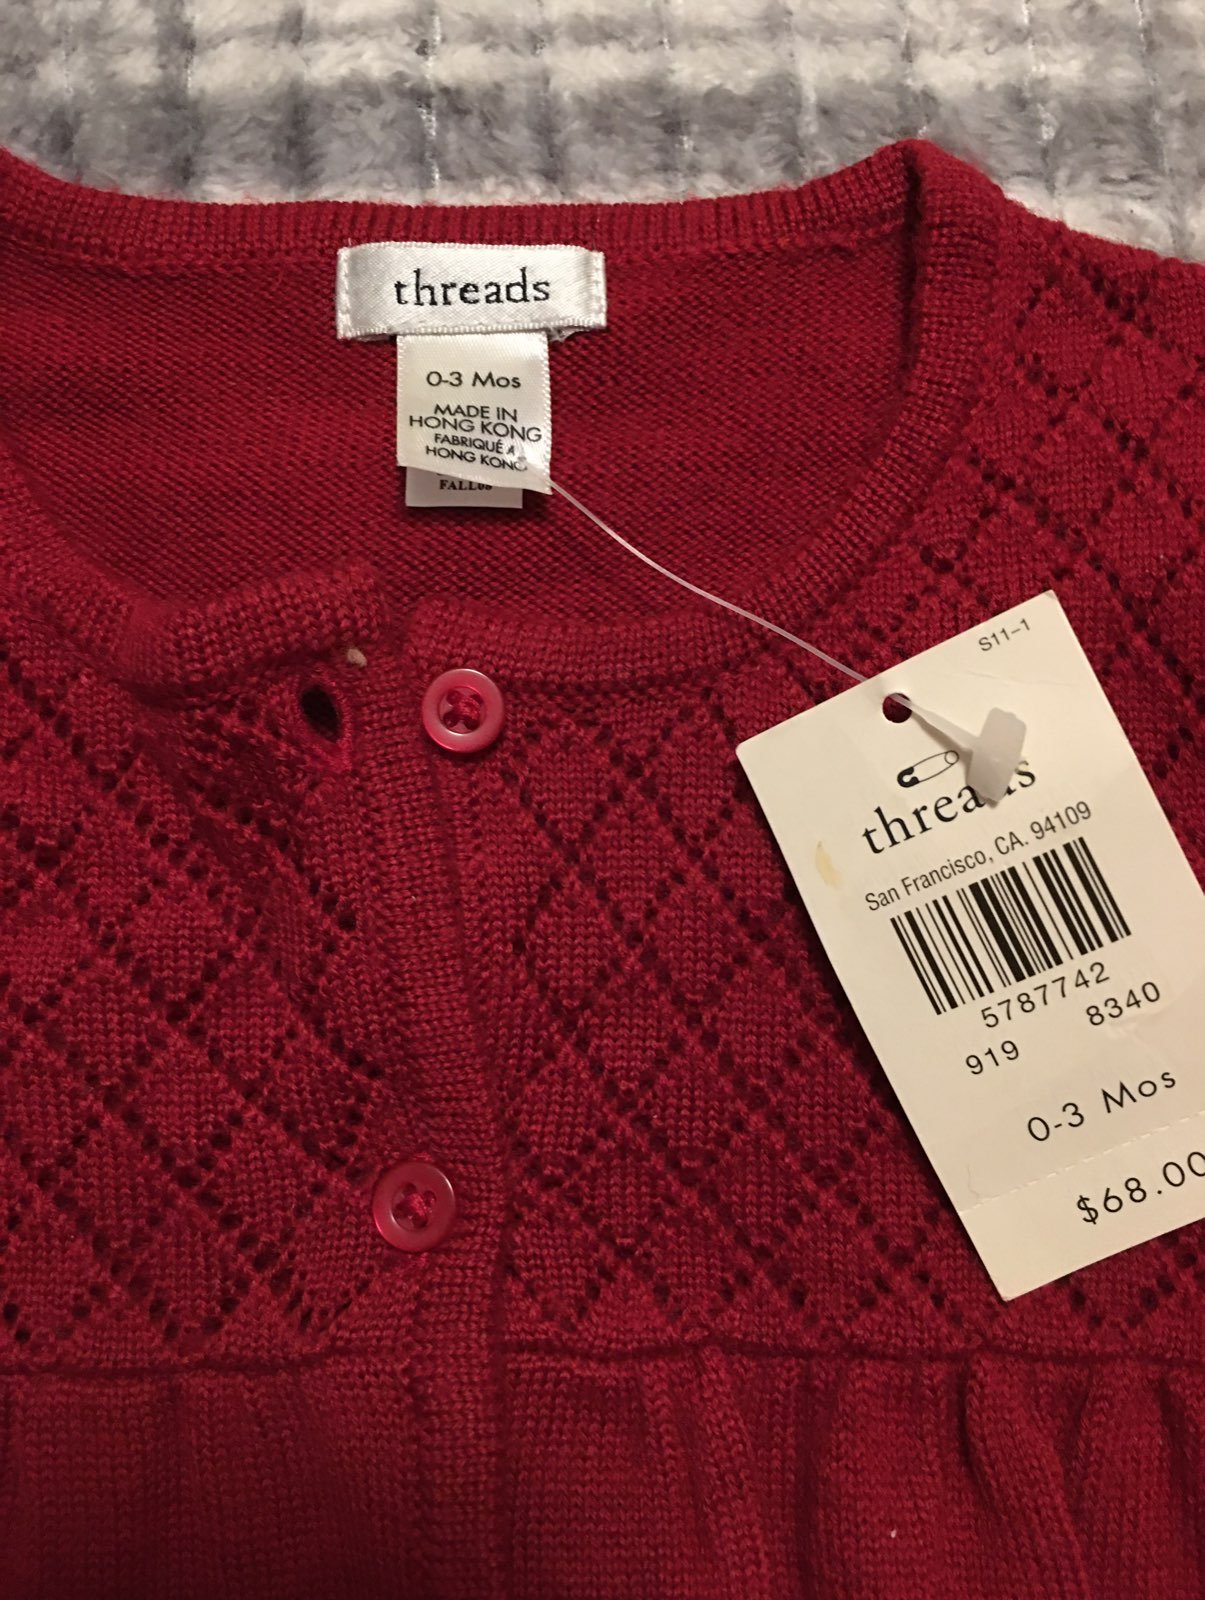 threads
0-3 Mos
MADE IN
HONG KONG
FABRIQUÉ À
HONG KONG
FALL08
S11-1
threads
San Francisco, CA. 94109
5787742
919 8340
0-3 Mos
$68.00